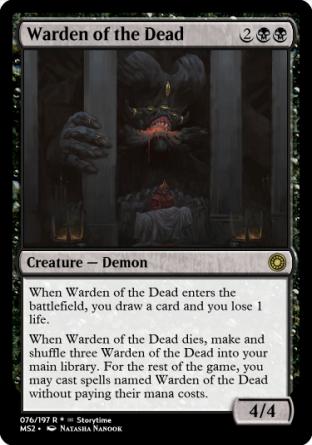 Warden of the Dead 2
Creature — Demon
When Warden of the Dead enters the
battlefield, you draw a card and you lose 1
life.
When Warden of the Dead dies, make and
shuffle three Warden of the Dead into your
main library. For the rest of the game, you
may cast spells named Warden of the Dead
without paying their mana costs.
4/4
076/197 R * — Storytime
MS2 • Natasha Nanook